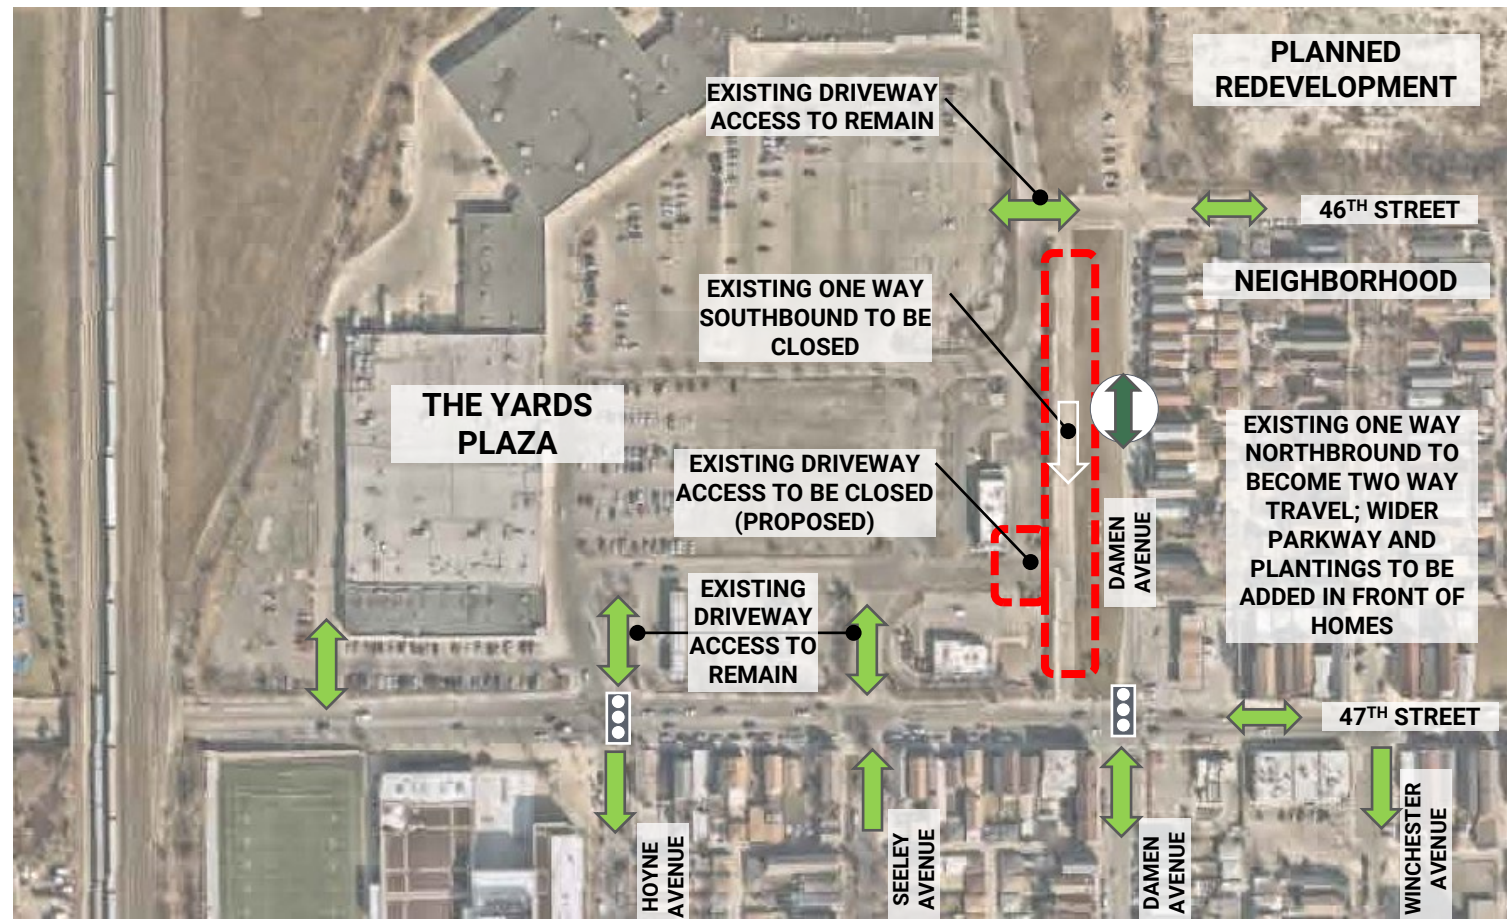 PLANNED
REDEVELOPMENT
EXISTING DRIVEWAY
ACCESS TO REMAIN
46TH STREET
NEIGHBORHOOD
EXISTING ONE WAY
SOUTHBOUND TO BE
CLOSED
THE YARDS
PLAZA
EXISTING ONE WAY
NORTHBROUND TO
BECOME TWO WAY
TRAVEL; WIDER
PARKWAY AND
PLANTINGS TO BE
ADDED IN FRONT OF
HOMES
EXISTING DRIVEWAY
ACCESS TO BE CLOSED
(PROPOSED)
DAMEN
AVENUE
EXISTING
DRIVEWAY
ACCESS TO
REMAIN
47TH STREET
HOYNE
AVENUE
SEELEY
AVENUE
DAMEN
AVENUE
WINCHESTER
AVENUE